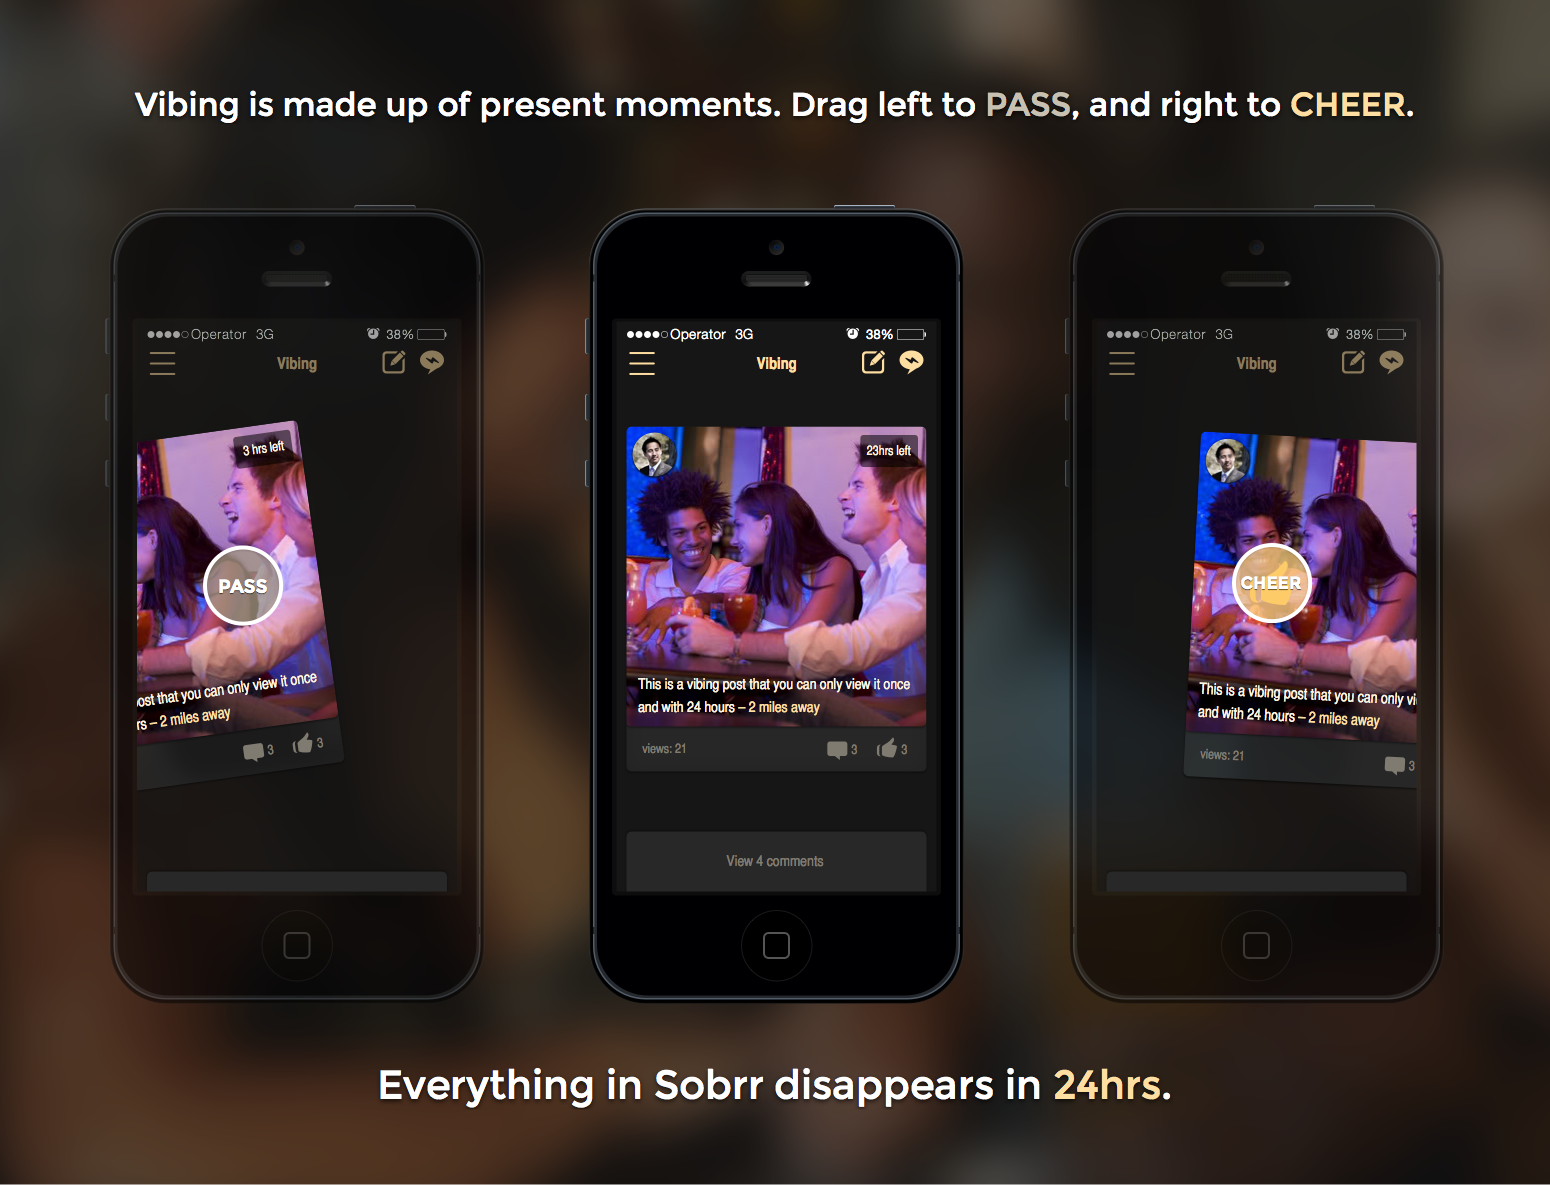 Vibing is made up of present moments. Drag left to PASS, and right to CHEER.
Operator 3G 38%
Vibing
3 hrs left
PASS
ost that you can only view it once
rs – 2 miles away
3 3
Operator 3G 38%
Vibing
23hrs left
This is a vibing post that you can only view it once
and with 24 hours – 2 miles away
views: 21 3 3
View 4 comments
Operator 3G 38%
Vibing
CHEER
This is a vibing post that you can only vi
and with 24 hours – 2 miles away
views: 21 3
Everything in Sobrr disappears in 24hrs.